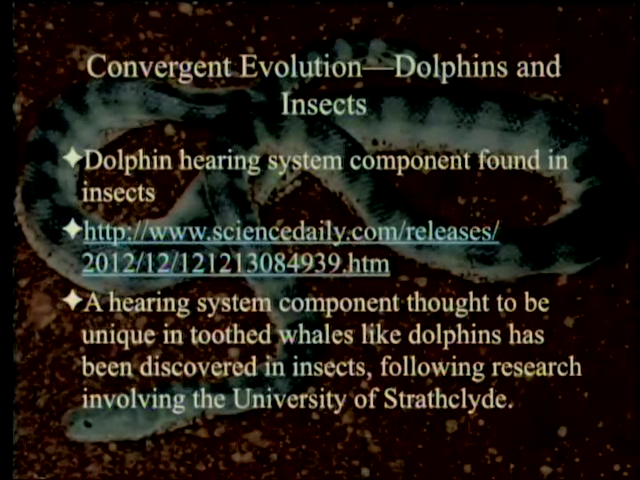 Convergent Evolution—Dolphins and
Insects
Dolphin hearing system component found in
insects
http://www.sciencedaily.com/releases/
2012/12/121213084939.htm
A hearing system component thought to be
unique in toothed whales like dolphins has
been discovered in insects, following research
involving the University of Strathclyde.